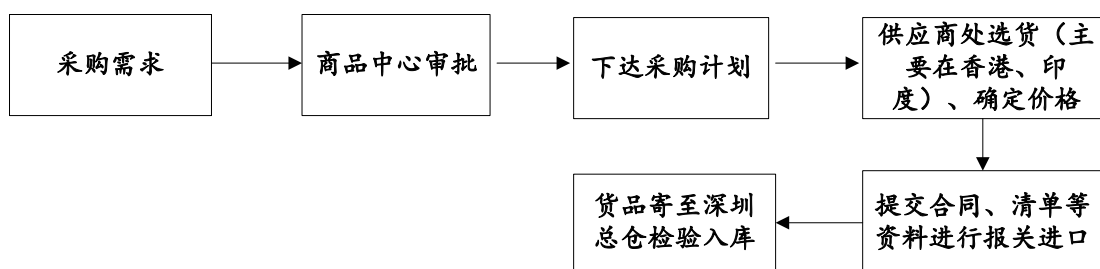 采购需求
商品中心审批
下达采购计划
供应商处选货（主
要在香港、印
度）、确定价格
提交合同、清单等
资料进行报关进口
货品寄至深圳
总仓检验入库